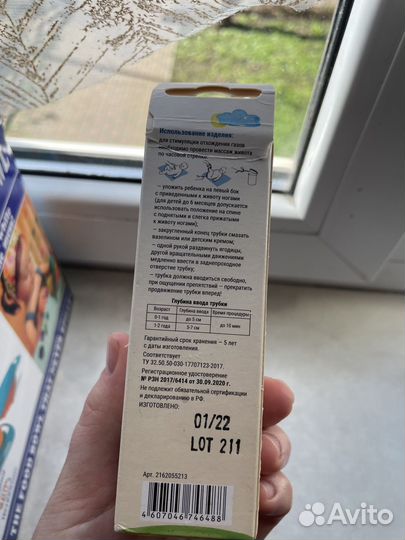 Использование изделия:
для стимуляции отхождения газов
необходимо провести массаж живота
по часовой стрелке;
– уложить ребенка на левый бок
с приведенными к животу ногами
(для детей до 6 месяцев допускается
использовать положение на спине
с поднятыми и слегка прижатыми
к животу ногами),
– закругленный конец трубки смазать
вазелином или детским кремом;
– одной рукой раздвинуть ягодицы,
другой вращательными движениями
медленно ввести в заднепроходное
отверстие трубку;
– трубка должна вводиться свободно,
при ощущении препятствий – прекратить
продвижение трубки вперед!
Глубина ввода трубки
Возраст Глубина ввода Время процедуры
0-1 год до 5 см до 10 мин
1-2 года 5-7 см
Гарантийный срок хранения – 5 лет
с даты изготовления.
Соответствует
ТУ 32.50.50-030-17707123-2017.
Регистрационное удостоверение
№ РЗН 2017/6414 от 30.09.2020 г.
Не подлежит обязательной сертификации
и декларированию в РФ.
ИЗГОТОВЛЕНО:
01/22
LOT 211
Арт. 2162055213
4 607046 746488
Avito